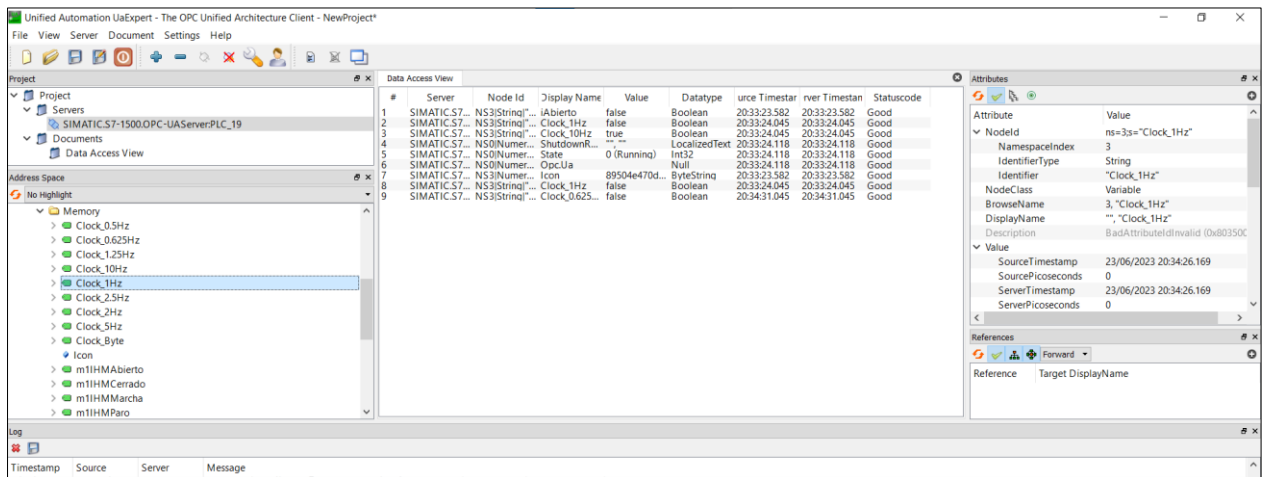 Unified Automation UaExpert - The OPC Unified Architecture Client - NewProject*
File View Server Document Settings Help
Project
Project
Servers
SIMATIC.S7-1500.OPC-UAServer:PLC_19
Documents
Data Access View
Address Space
No Highlight
Memory
Clock_0.5Hz
Clock_0.625Hz
Clock_1.25Hz
Clock_10Hz
Clock_1Hz
Clock_2.5Hz
Clock_2Hz
Clock_5Hz
Clock_Byte
Icon
m1IHMAbierto
m1IHMCerrado
m1IHMMarcha
m1IHMParo
Data Access View
# Server Node Id Display Name Value Datatype urce Timestar rver Timestan Statuscode
1 SIMATIC.S7... NS3|String|"... iAbierto false Boolean 20:33:23.582 20:33:23.582 Good
2 SIMATIC.S7... NS3|String|"... Clock_1Hz false Boolean 20:33:24.045 20:33:24.045 Good
3 SIMATIC.S7... NS3|String|"... Clock_10Hz true Boolean 20:33:24.045 20:33:24.045 Good
4 SIMATIC.S7... NS0|Numer... ShutdownR... "", "" LocalizedText 20:33:24.118 20:33:24.118 Good
5 SIMATIC.S7... NS0|Numer... State 0 (Running) Int32 20:33:24.118 20:33:24.118 Good
6 SIMATIC.S7... NS0|Numer... Opc.Ua Null 20:33:24.118 20:33:24.118 Good
7 SIMATIC.S7... NS3|Numer... Icon 89504e470d... ByteString 20:33:23.582 20:33:23.582 Good
8 SIMATIC.S7... NS3|String|"... Clock_1Hz false Boolean 20:33:24.045 20:33:24.045 Good
9 SIMATIC.S7... NS3|String|"... Clock_0.625... false Boolean 20:34:31.045 20:34:31.045 Good
Attributes
Attribute Value
NodeId ns=3;s="Clock_1Hz"
NamespaceIndex 3
IdentifierType String
Identifier "Clock_1Hz"
NodeClass Variable
BrowseName 3, "Clock_1Hz"
DisplayName "", "Clock_1Hz"
Description BadAttributeIdInvalid (0x803500
Value
SourceTimestamp 23/06/2023 20:34:26.169
SourcePicoseconds 0
ServerTimestamp 23/06/2023 20:34:26.169
ServerPicoseconds 0
References
Forward
Reference Target DisplayName
Log
Timestamp Source Server Message